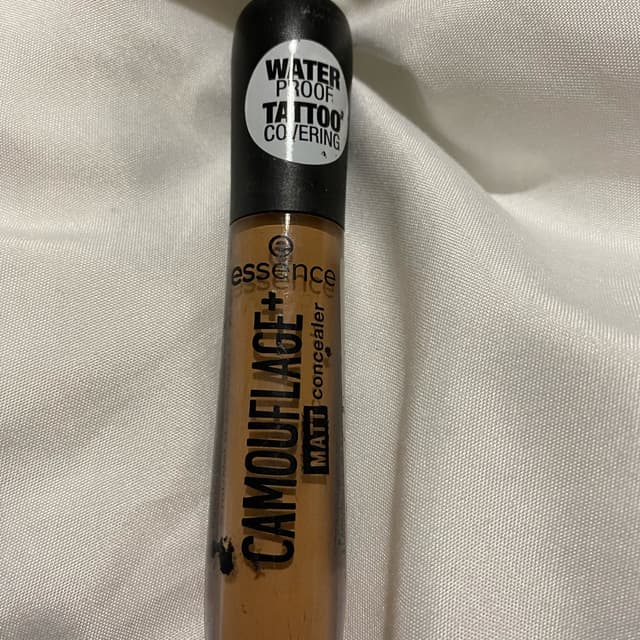 WATER
PROOF
TATTOO*
COVERING
essence
CAMOUFLAGE+
MATT concealer